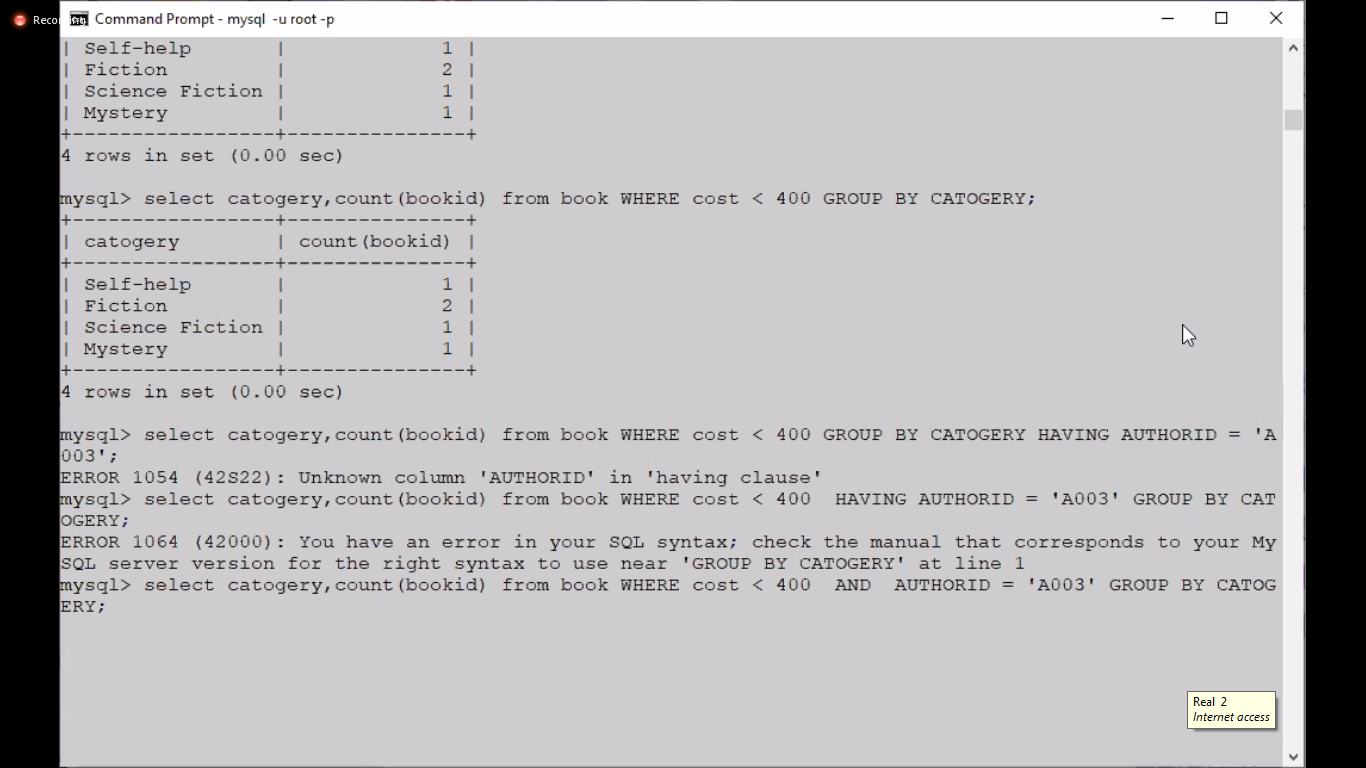 Recor
Command Prompt - mysql  -u root -p
| Self-help       |             1 |
| Fiction         |             2 |
| Science Fiction |             1 |
| Mystery         |             1 |
+-----------------+---------------+
4 rows in set (0.00 sec)
mysql> select catogery,count(bookid) from book WHERE cost < 400 GROUP BY CATOGERY;
+-----------------+---------------+
| catogery        | count(bookid) |
+-----------------+---------------+
| Self-help       |             1 |
| Fiction         |             2 |
| Science Fiction |             1 |
| Mystery         |             1 |
+-----------------+---------------+
4 rows in set (0.00 sec)
mysql> select catogery,count(bookid) from book WHERE cost < 400 GROUP BY CATOGERY HAVING AUTHORID = 'A
003';
ERROR 1054 (42S22): Unknown column 'AUTHORID' in 'having clause'
mysql> select catogery,count(bookid) from book WHERE cost < 400  HAVING AUTHORID = 'A003' GROUP BY CAT
OGERY;
ERROR 1064 (42000): You have an error in your SQL syntax; check the manual that corresponds to your My
SQL server version for the right syntax to use near 'GROUP BY CATOGERY' at line 1
mysql> select catogery,count(bookid) from book WHERE cost < 400  AND  AUTHORID = 'A003' GROUP BY CATOG
ERY;
Real 2
Internet access